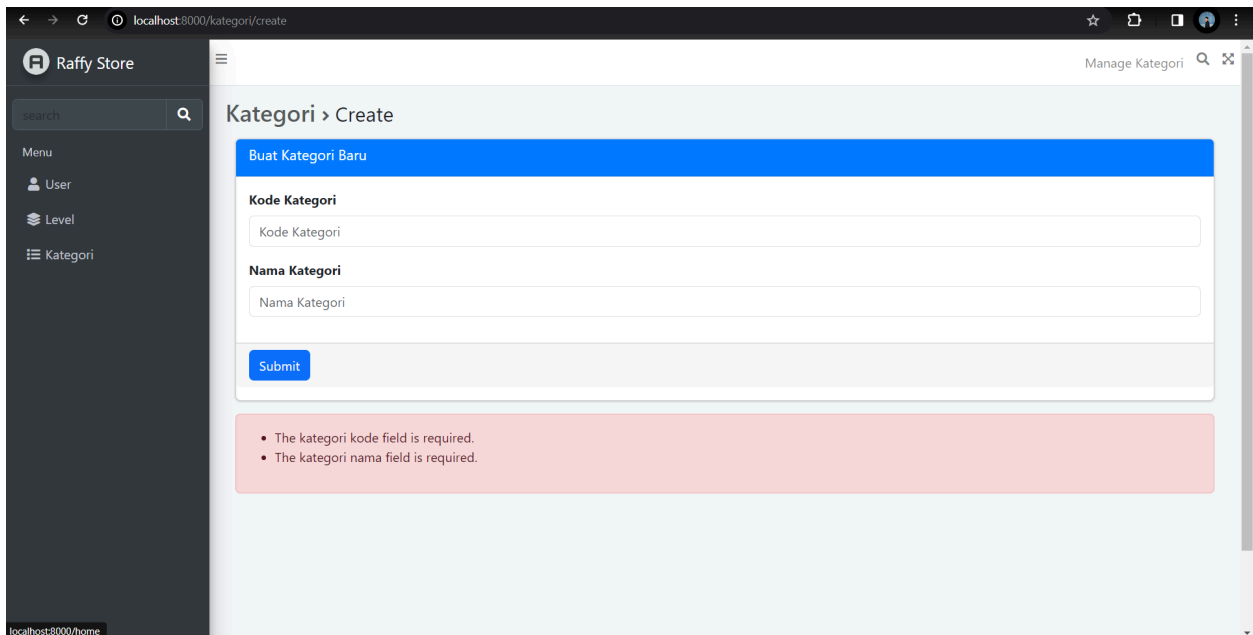 localhost:8000/kategori/create
Raffy Store
Manage Kategori
search
Kategori › Create
Menu
User
Level
Kategori
Buat Kategori Baru
Kode Kategori
Kode Kategori
Nama Kategori
Nama Kategori
Submit
• The kategori kode field is required.
• The kategori nama field is required.
localhost:8000/home